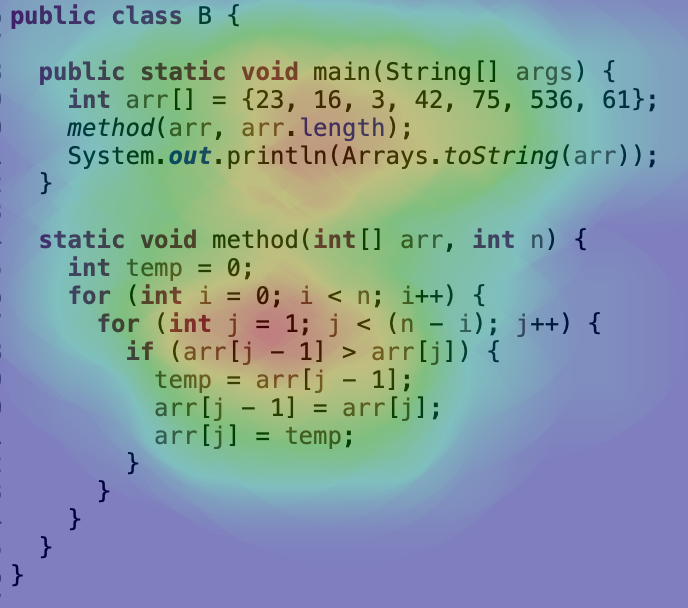 public class B {
public static void main(String[] args) {
int arr[] = {23, 16, 3, 42, 75, 536, 61};
method(arr, arr.length);
System.out.println(Arrays.toString(arr));
}
static void method(int[] arr, int n) {
int temp = 0;
for (int i = 0; i < n; i++) {
for (int j = 1; j < (n - i); j++) {
if (arr[j - 1] > arr[j]) {
temp = arr[j - 1];
arr[j - 1] = arr[j];
arr[j] = temp;
}
}
}
}
}